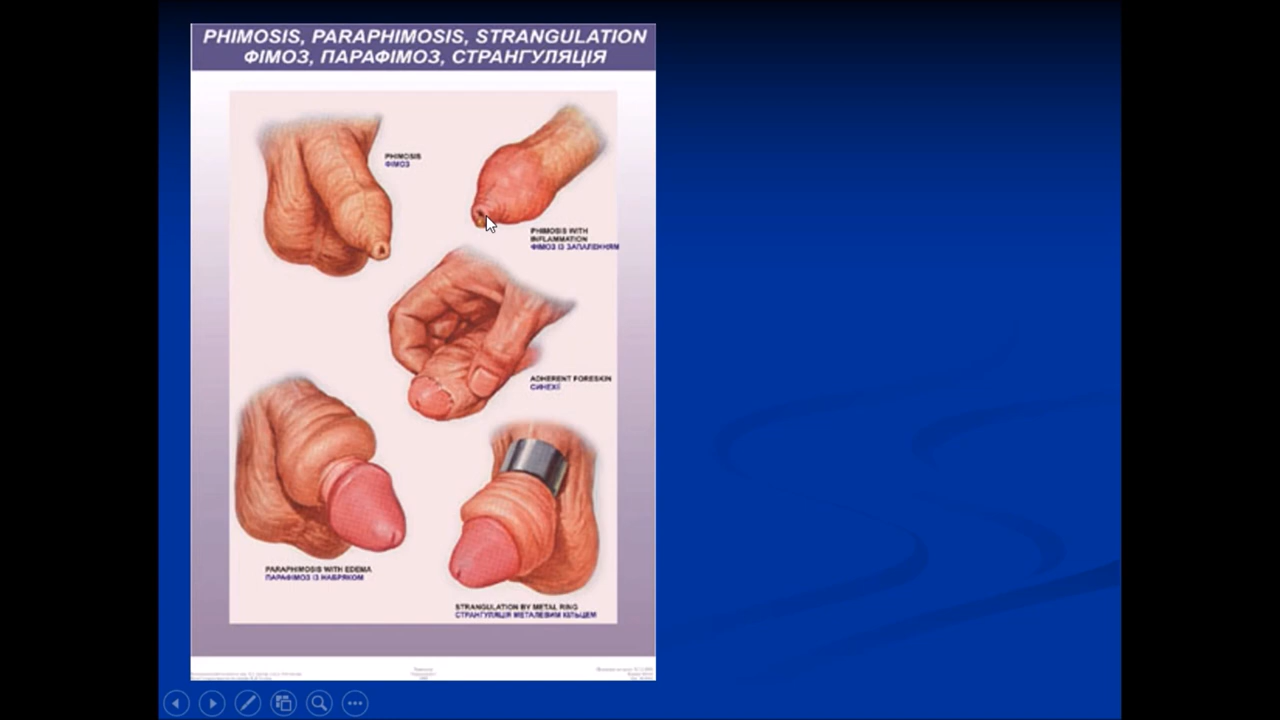 PHIMOSIS, PARAPHIMOSIS, STRANGULATION
ФІМОЗ, ПАРАФІМОЗ, СТРАНГУЛЯЦІЯ
PHIMOSIS
ФІМОЗ
PHIMOSIS WITH
INFLAMMATION
ФІМОЗ ІЗ ЗАПАЛЕННЯМ
ADHERENT FORESKIN
СИНЕХІЇ
PARAPHIMOSIS WITH EDEMA
ПАРАФІМОЗ ІЗ НАБРЯКОМ
STRANGULATION BY METAL RING
СТРАНГУЛЯЦІЯ МЕТАЛЕВИМ КІЛЬЦЕМ